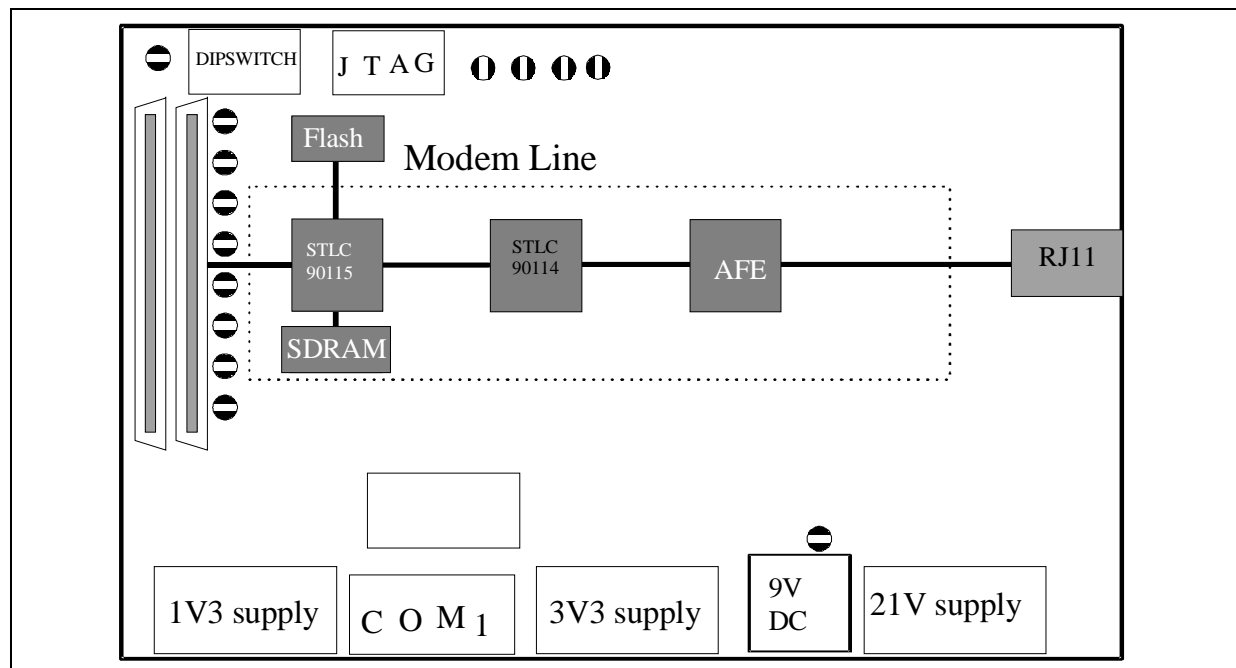 DIPSWITCH
J T A G
Flash
Modem Line
STLC
90115
STLC
90114
AFE
RJ11
SDRAM
1V3 supply
C O M 1
3V3 supply
9V
DC
21V supply